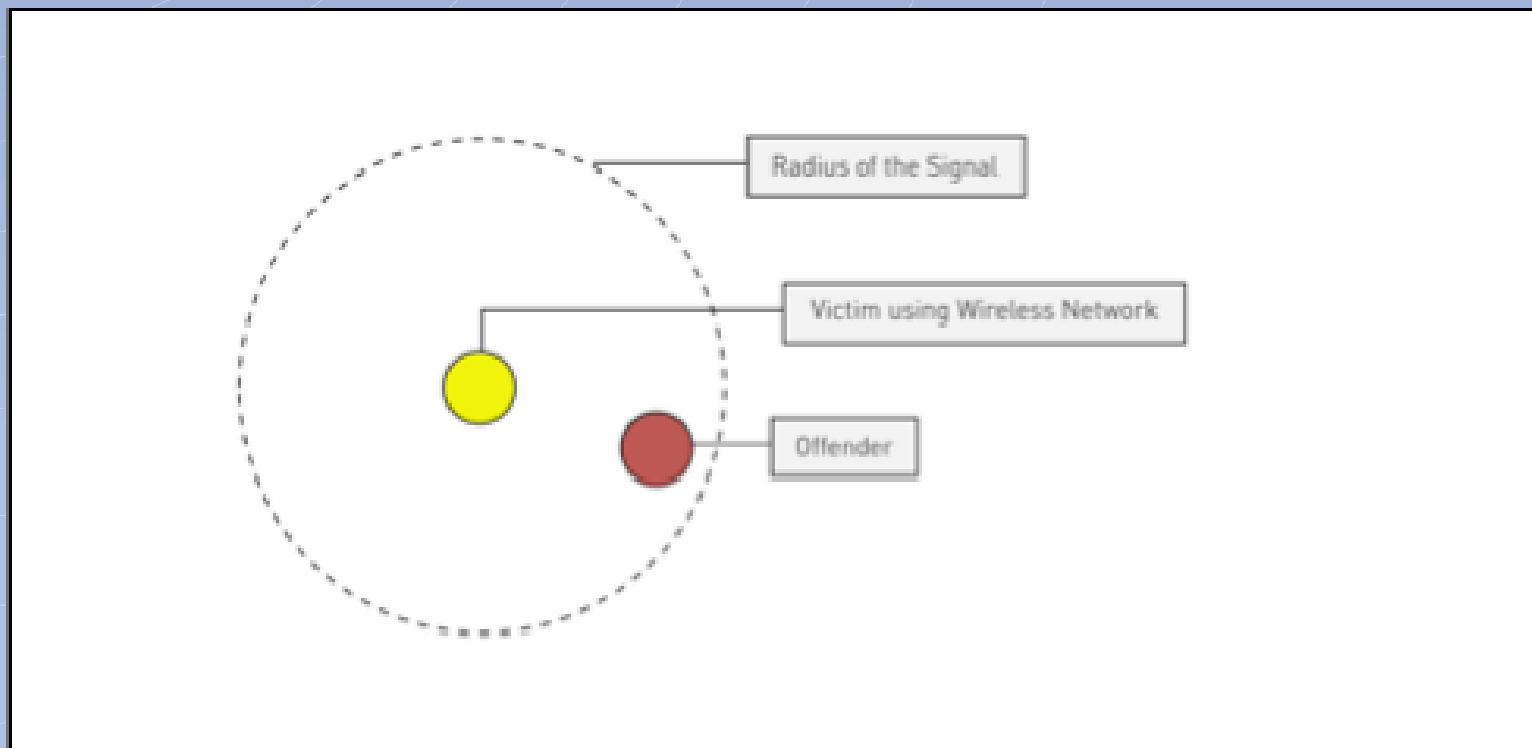 Radius of the Signal
Victim using Wireless Network
Offender